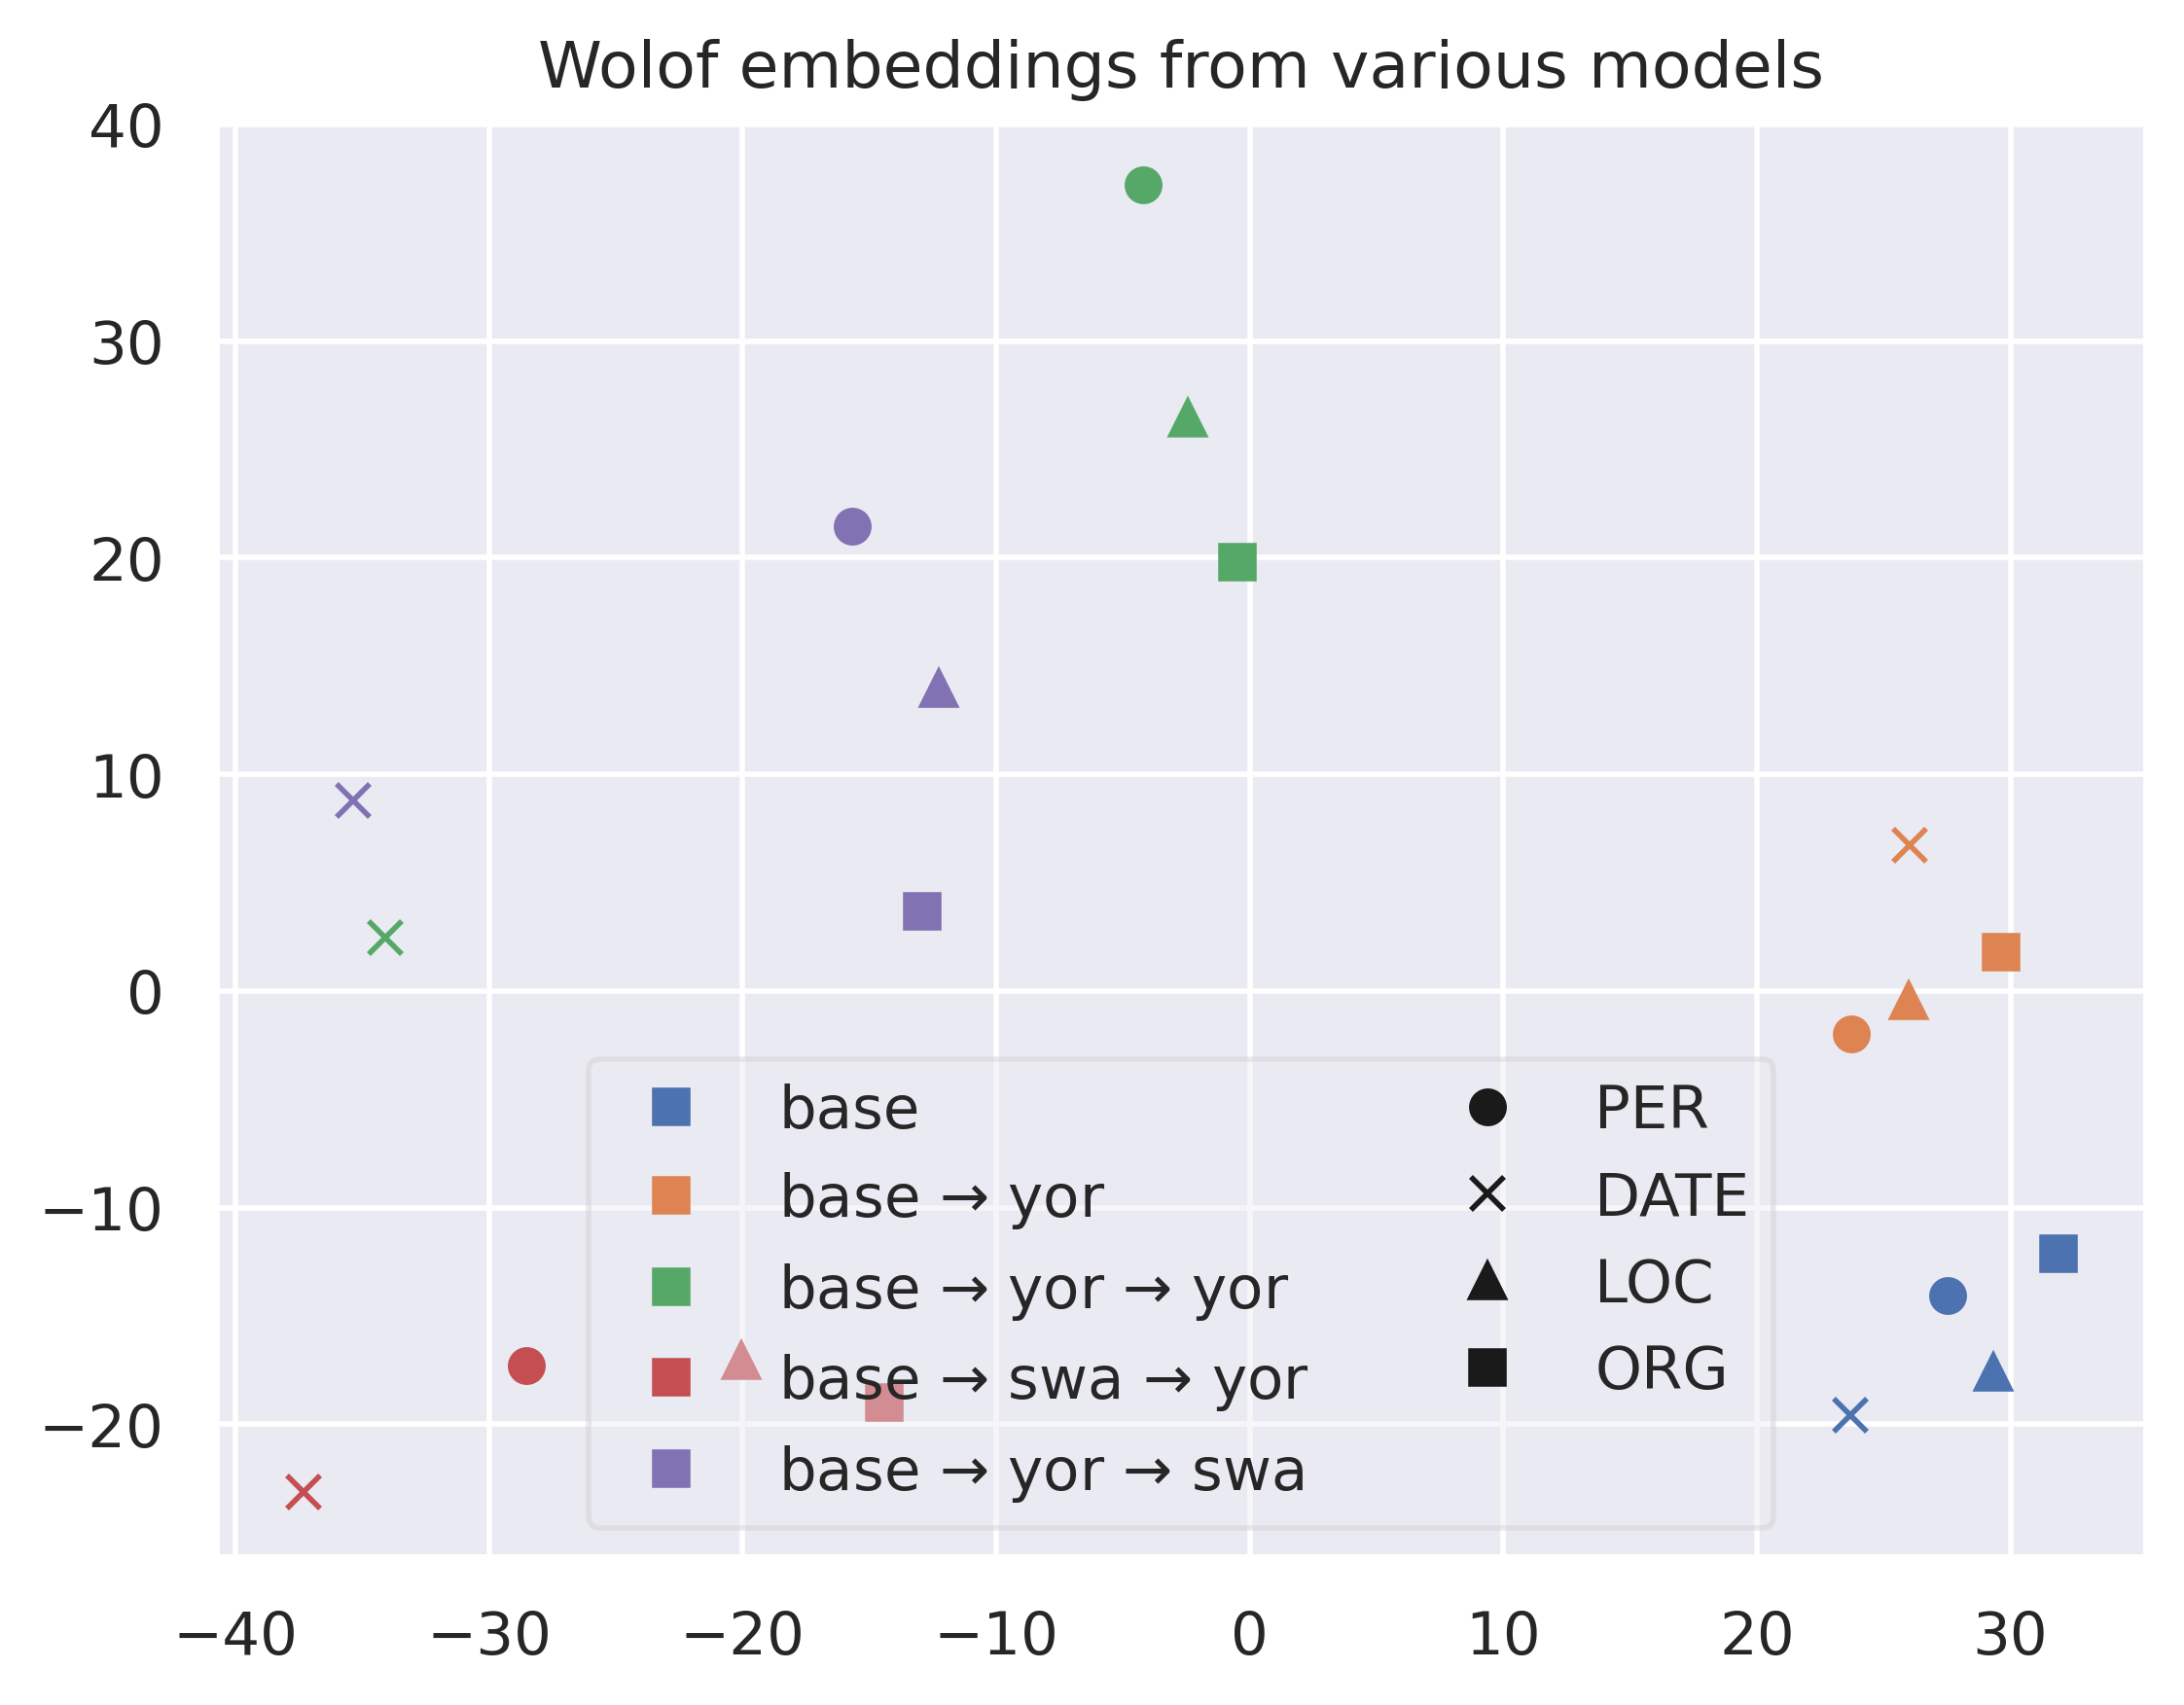 Wolof embeddings from various models
40
30
20
10
0
−10
−20
base
base → yor
base → yor → yor
base → swa → yor
base → yor → swa
PER
DATE
LOC
ORG
−40 −30 −20 −10 0 10 20 30